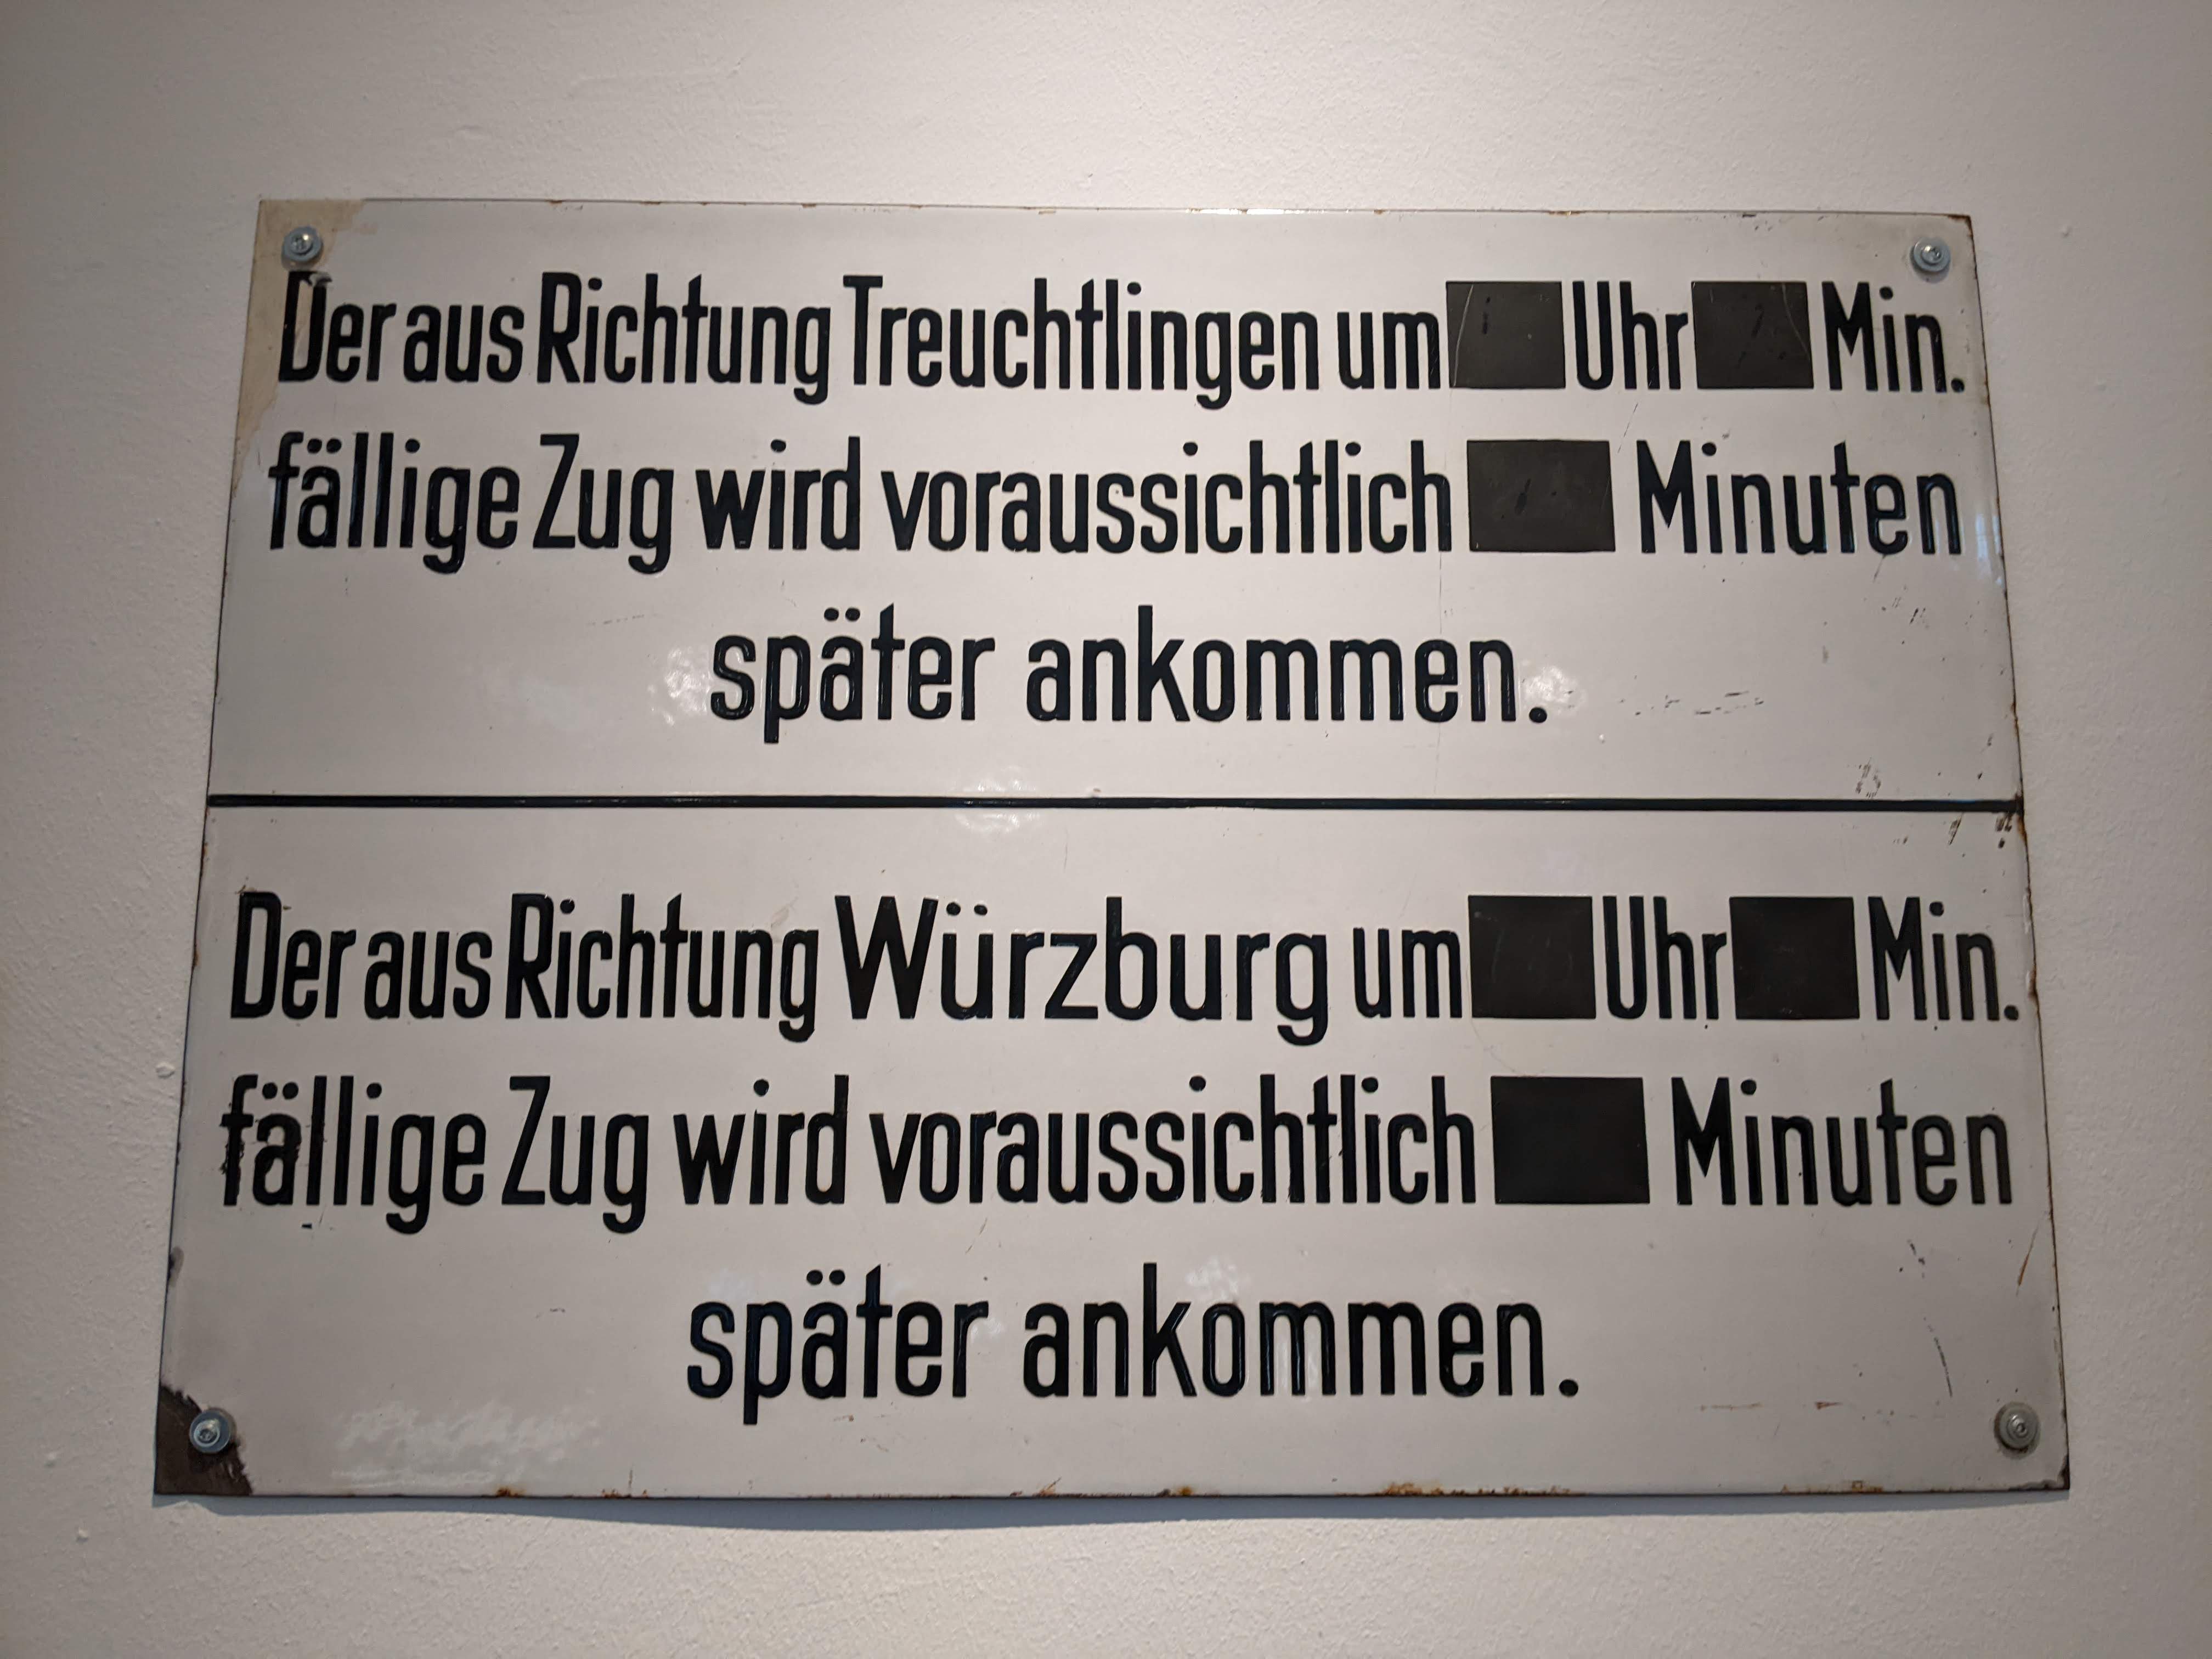 Der aus Richtung Treuchtlingen um Uhr Min.
fällige Zug wird voraussichtlich Minuten
später ankommen.
Der aus Richtung Würzburg um Uhr Min.
fällige Zug wird voraussichtlich Minuten
später ankommen.